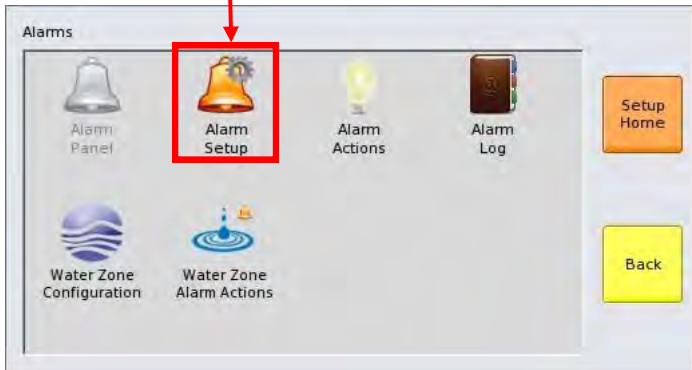 Alarms
Alarm
Panel
Alarm
Setup
Alarm
Actions
Alarm
Log
Setup
Home
Water Zone
Configuration
Water Zone
Alarm Actions
Back